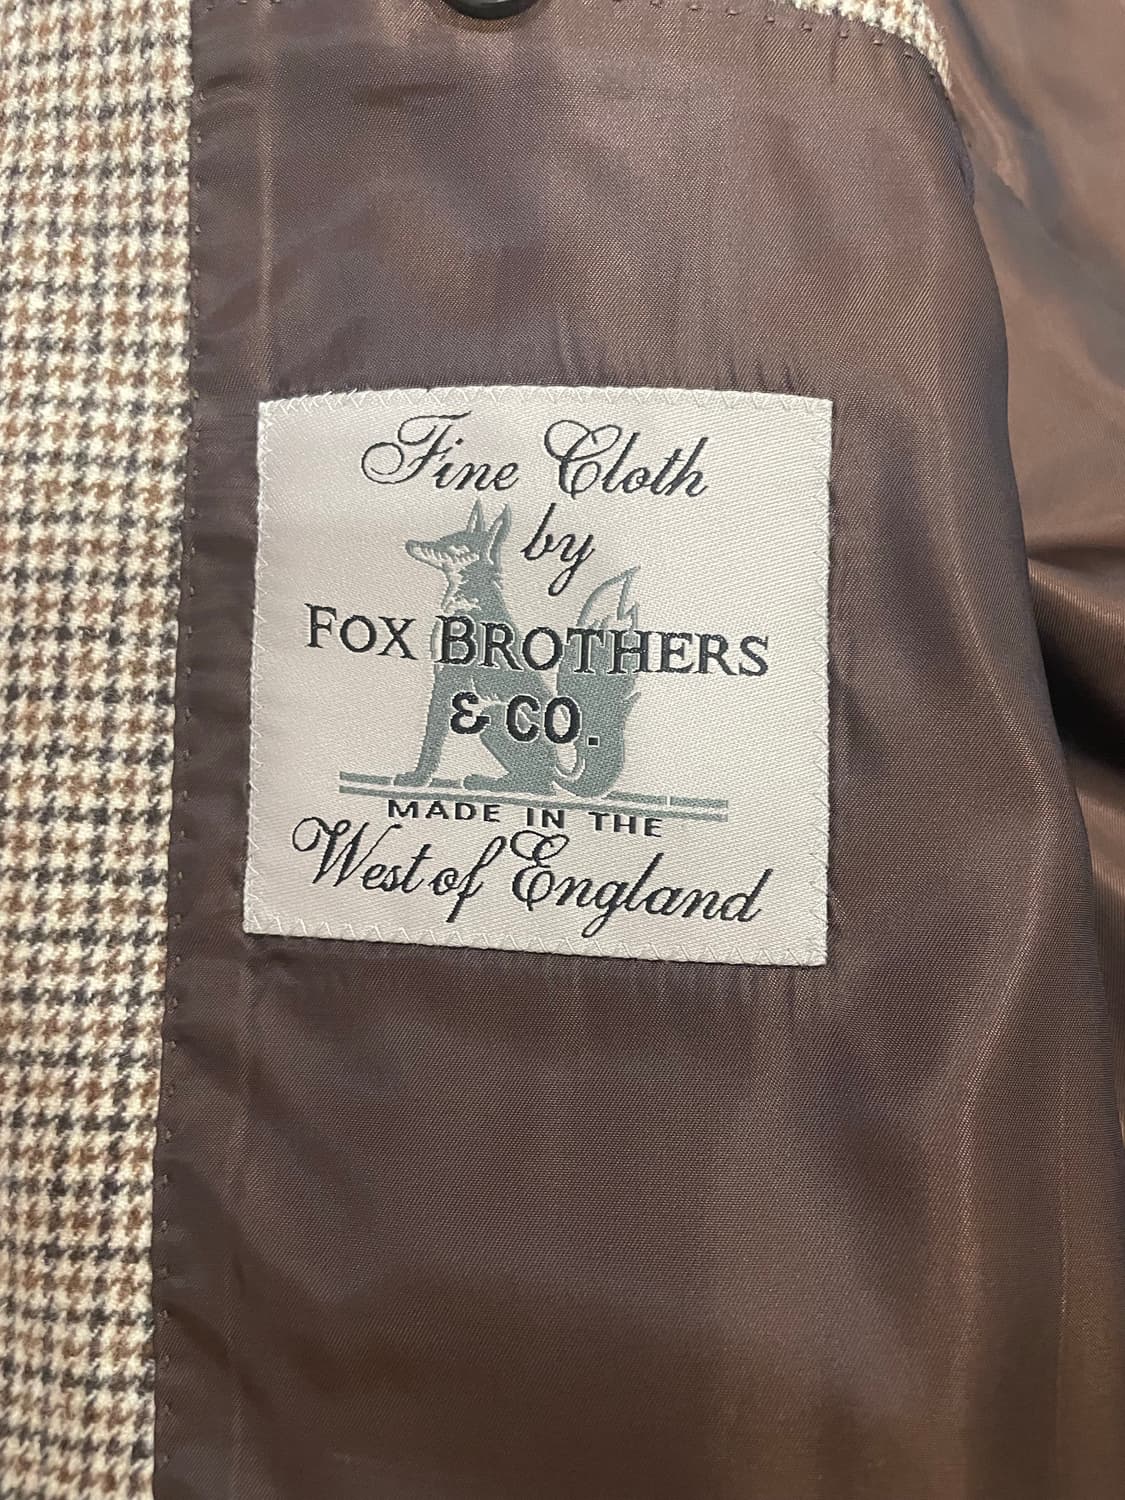 Fine Cloth
by
FOX BROTHERS
& CO.
MADE IN THE
West of England